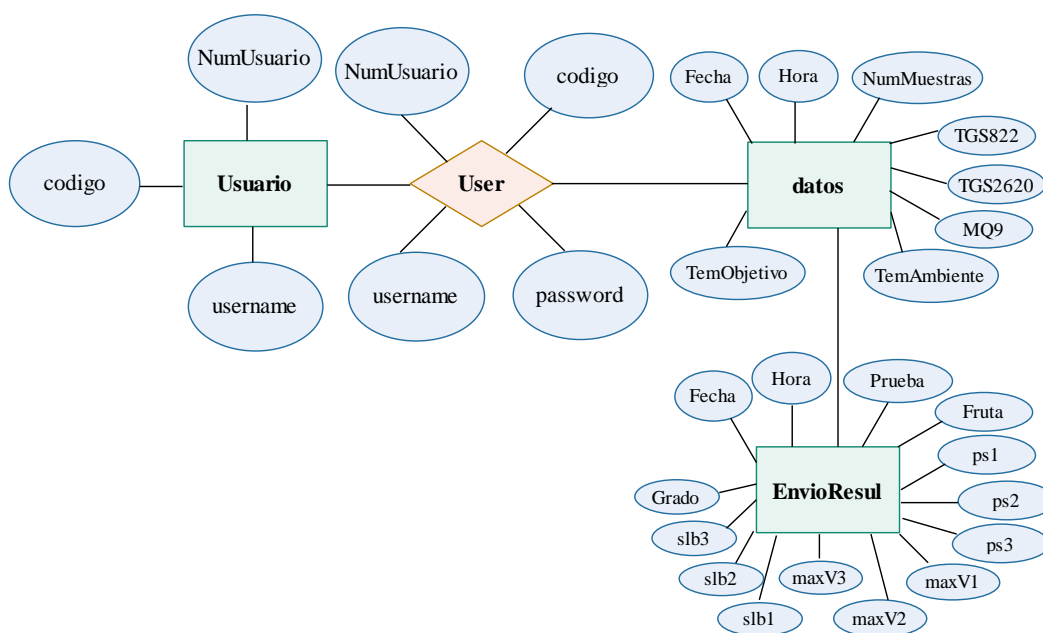 NumUsuario
NumUsuario
codigo
Fecha
Hora
NumMuestras
TGS822
codigo
Usuario
User
datos
TGS2620
MQ9
TemObjetivo
TemAmbiente
username
username
password
Fecha
Hora
Prueba
Fruta
ps1
EnvioResul
Grado
ps2
slb3
ps3
slb2
maxV3
maxV1
slb1
maxV2